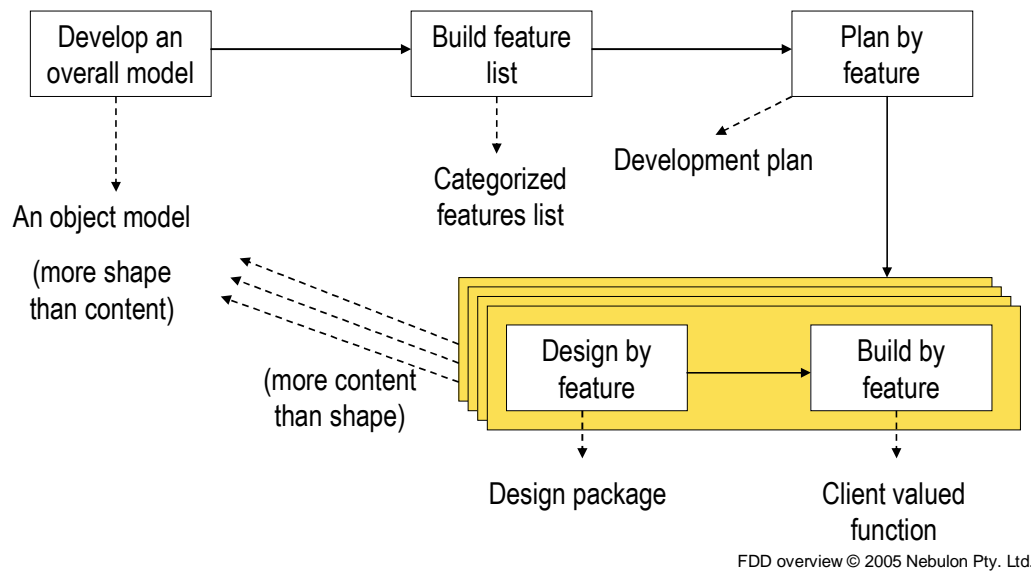 Develop an
overall model
Build feature
list
Plan by
feature
Development plan
Categorized
features list
An object model
(more shape
than content)
(more content
than shape)
Design by
feature
Build by
feature
Design package
Client valued
function
FDD overview © 2005 Nebulon Pty. Ltd